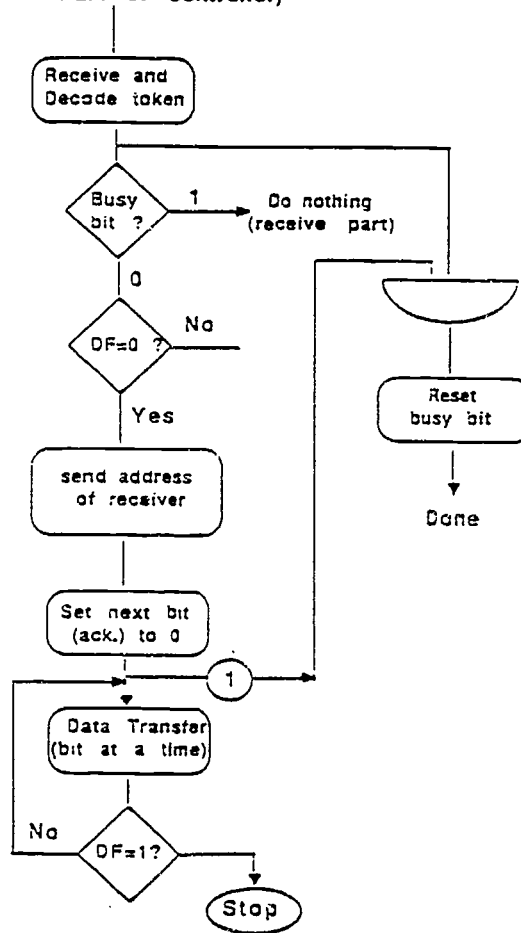 Receive and
Decode token
Busy
bit ?
1
Do nothing
(receive part)
0
DF=0 ?
No
Yes
Reset
busy bit
Done
send address
of receiver
Set next bit
(ack.) to 0
1
Data Transfer
(bit at a time)
No
DF=1?
Stop